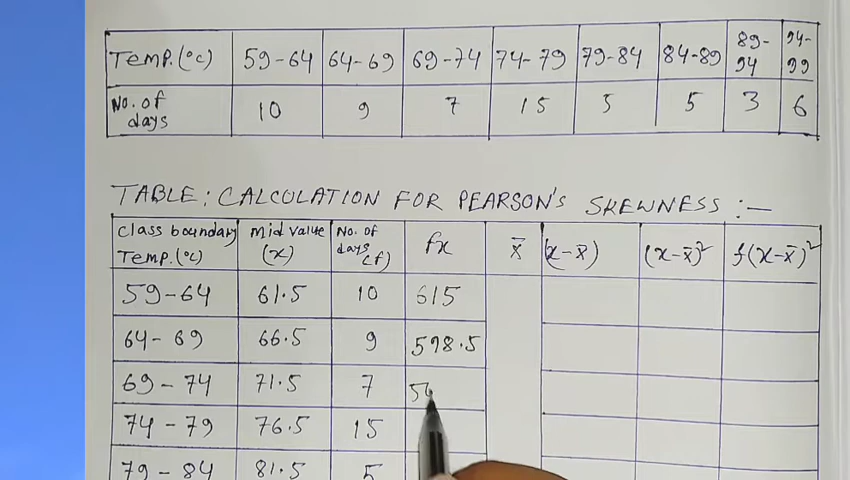 Temp.(°c) 59-64 64-69 69-74 74-79 79-84 84-89 89-94 94-99
No. of days 10 9 7 15 5 5 3 6
TABLE: CALCULATION FOR PEARSON'S SKEWNESS :—
Class boundary Temp.(°c) mid value (x) No. of days (f) fx x̄ (x-x̄) (x-x̄)² f(x-x̄)²
59-64 61.5 10 615
64-69 66.5 9 598.5
69-74 71.5 7 50
74-79 76.5 15
79-84 81.5 5